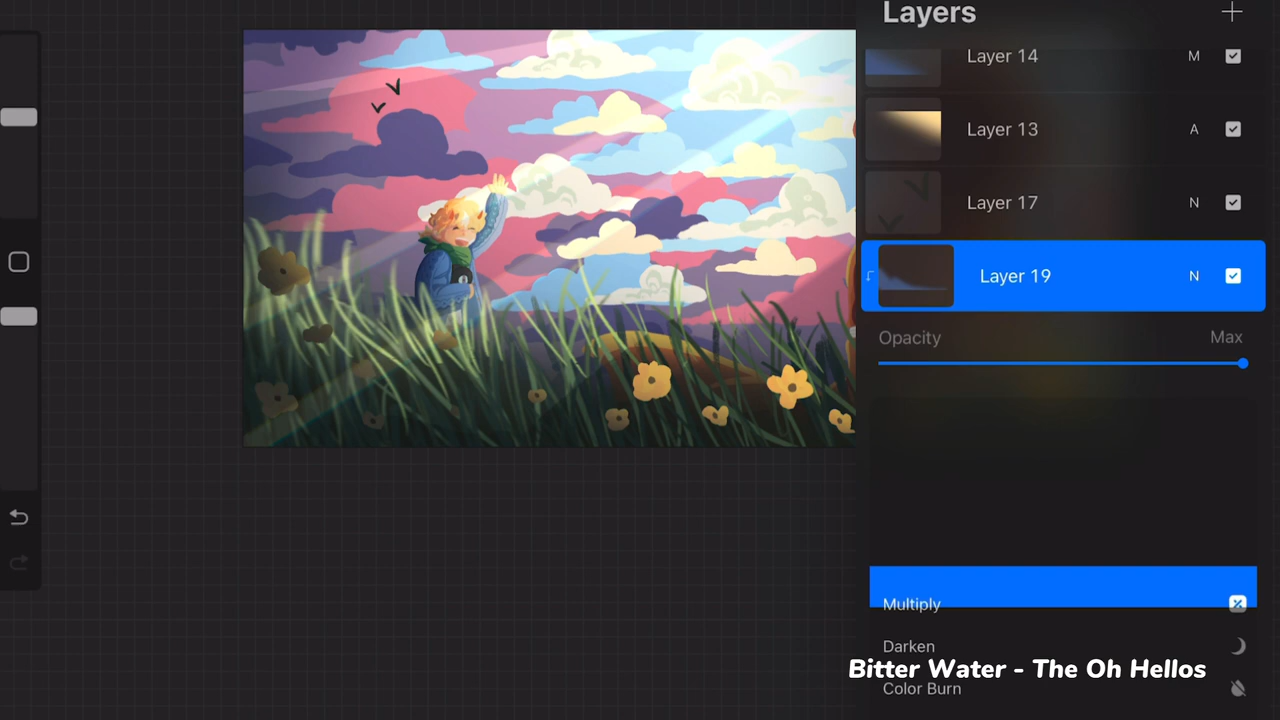 Layers
Layer 14 M
Layer 13 A
Layer 17 N
Layer 19 N
Opacity Max
Multiply
Darken
Bitter Water - The Oh Hellos
Color Burn